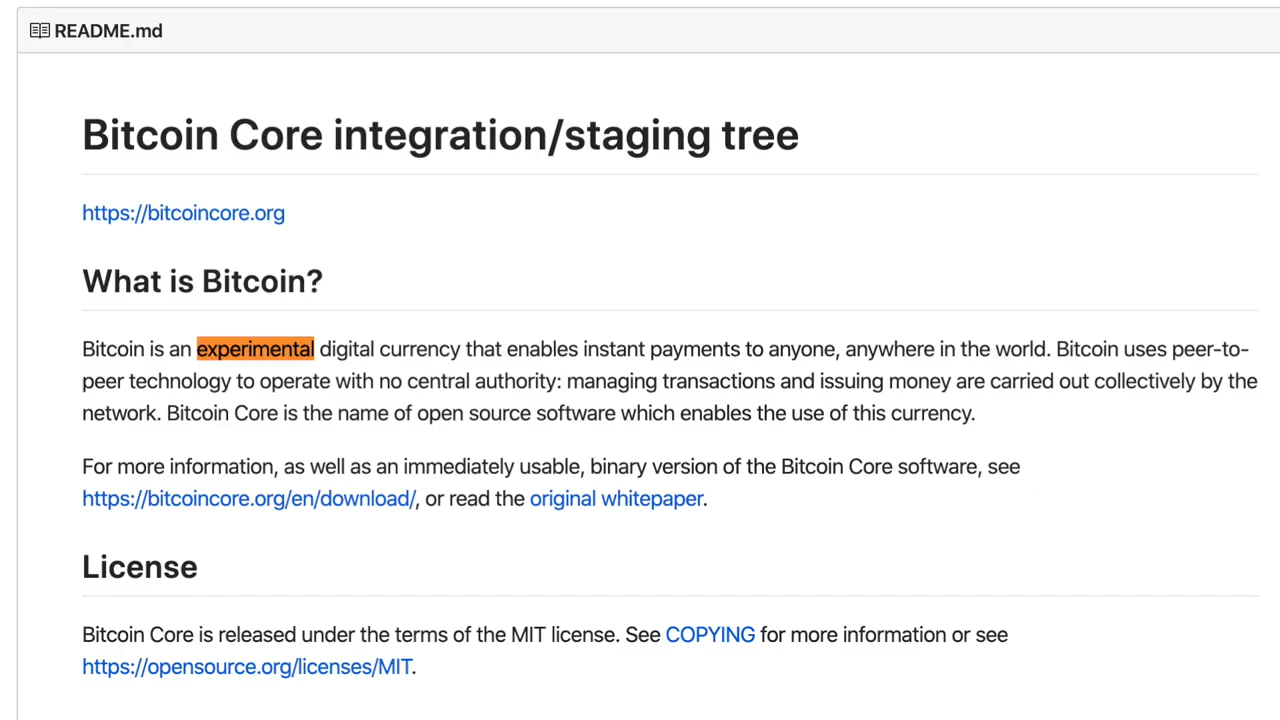 README.md
Bitcoin Core integration/staging tree
https://bitcoincore.org
What is Bitcoin?
Bitcoin is an experimental digital currency that enables instant payments to anyone, anywhere in the world. Bitcoin uses peer-to-
peer technology to operate with no central authority: managing transactions and issuing money are carried out collectively by the
network. Bitcoin Core is the name of open source software which enables the use of this currency.
For more information, as well as an immediately usable, binary version of the Bitcoin Core software, see
https://bitcoincore.org/en/download/, or read the original whitepaper.
License
Bitcoin Core is released under the terms of the MIT license. See COPYING for more information or see
https://opensource.org/licenses/MIT.